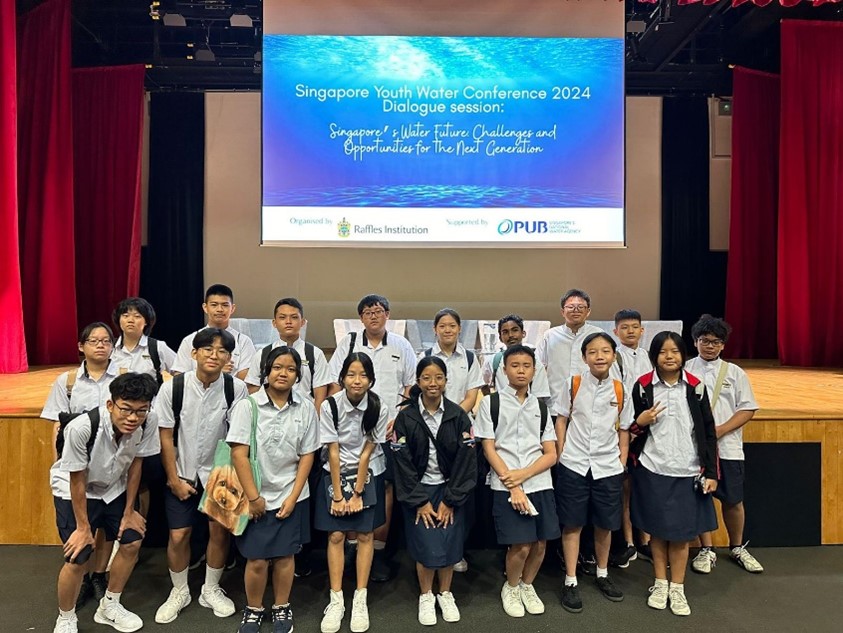 Singapore Youth Water Conference 2024
Dialogue session:
Singapore's Water Future: Challenges and
Opportunities for the Next Generation
Organised by
Raffles Institution
Supported by
PUB
SINGAPORE'S
NATIONAL
WATER AGENCY